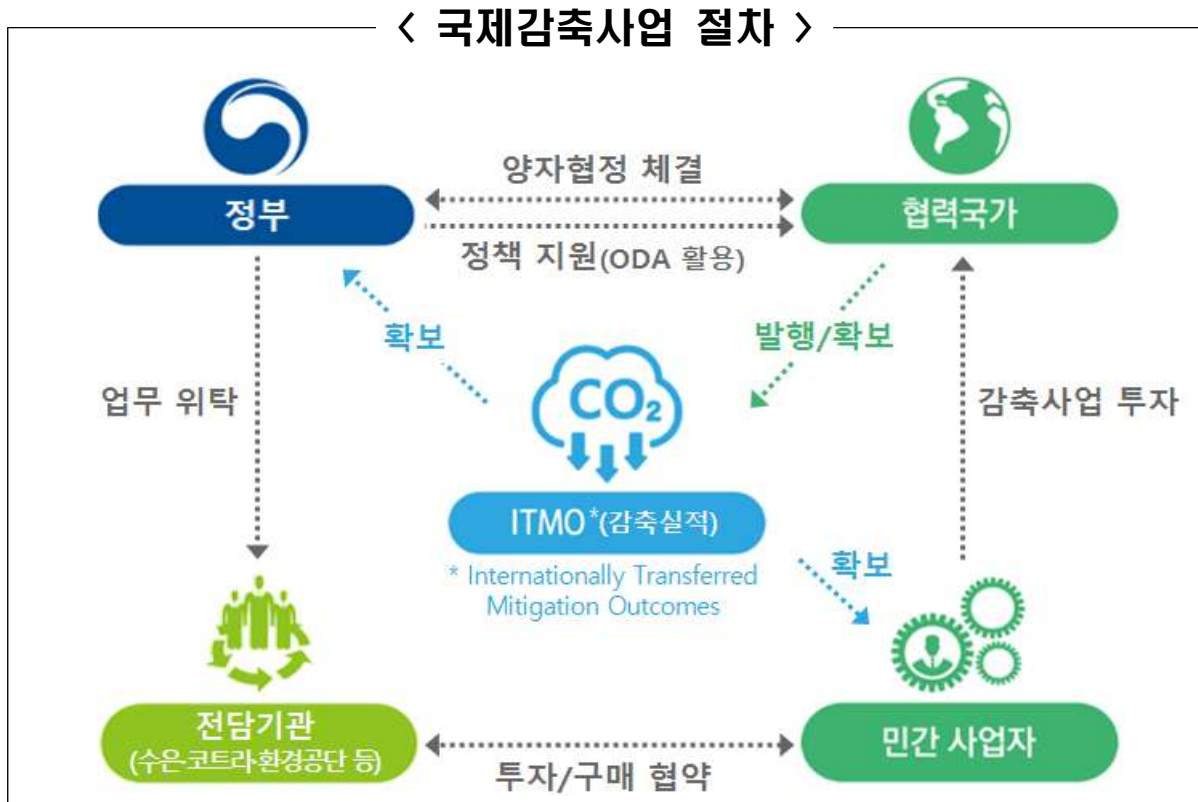 < 국제감축사업 절차 >
양자협정 체결
정부
협력국가
정책 지원(ODA 활용)
확보
발행/확보
CO₂
업무 위탁
감축사업 투자
ITMO*(감축실적)
* Internationally Transferred
Mitigation Outcomes
확보
전담기관
(수은·코트라·환경공단 등)
민간 사업자
투자/구매 협약